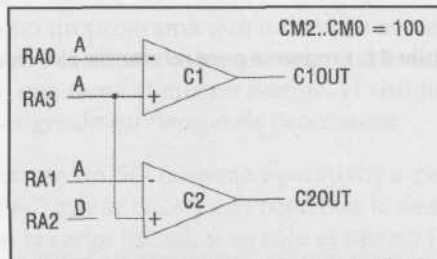 CM2..CM0 = 100
RA0 A - C1 C1OUT
RA3 A +
RA1 A - C2 C2OUT
RA2 D +